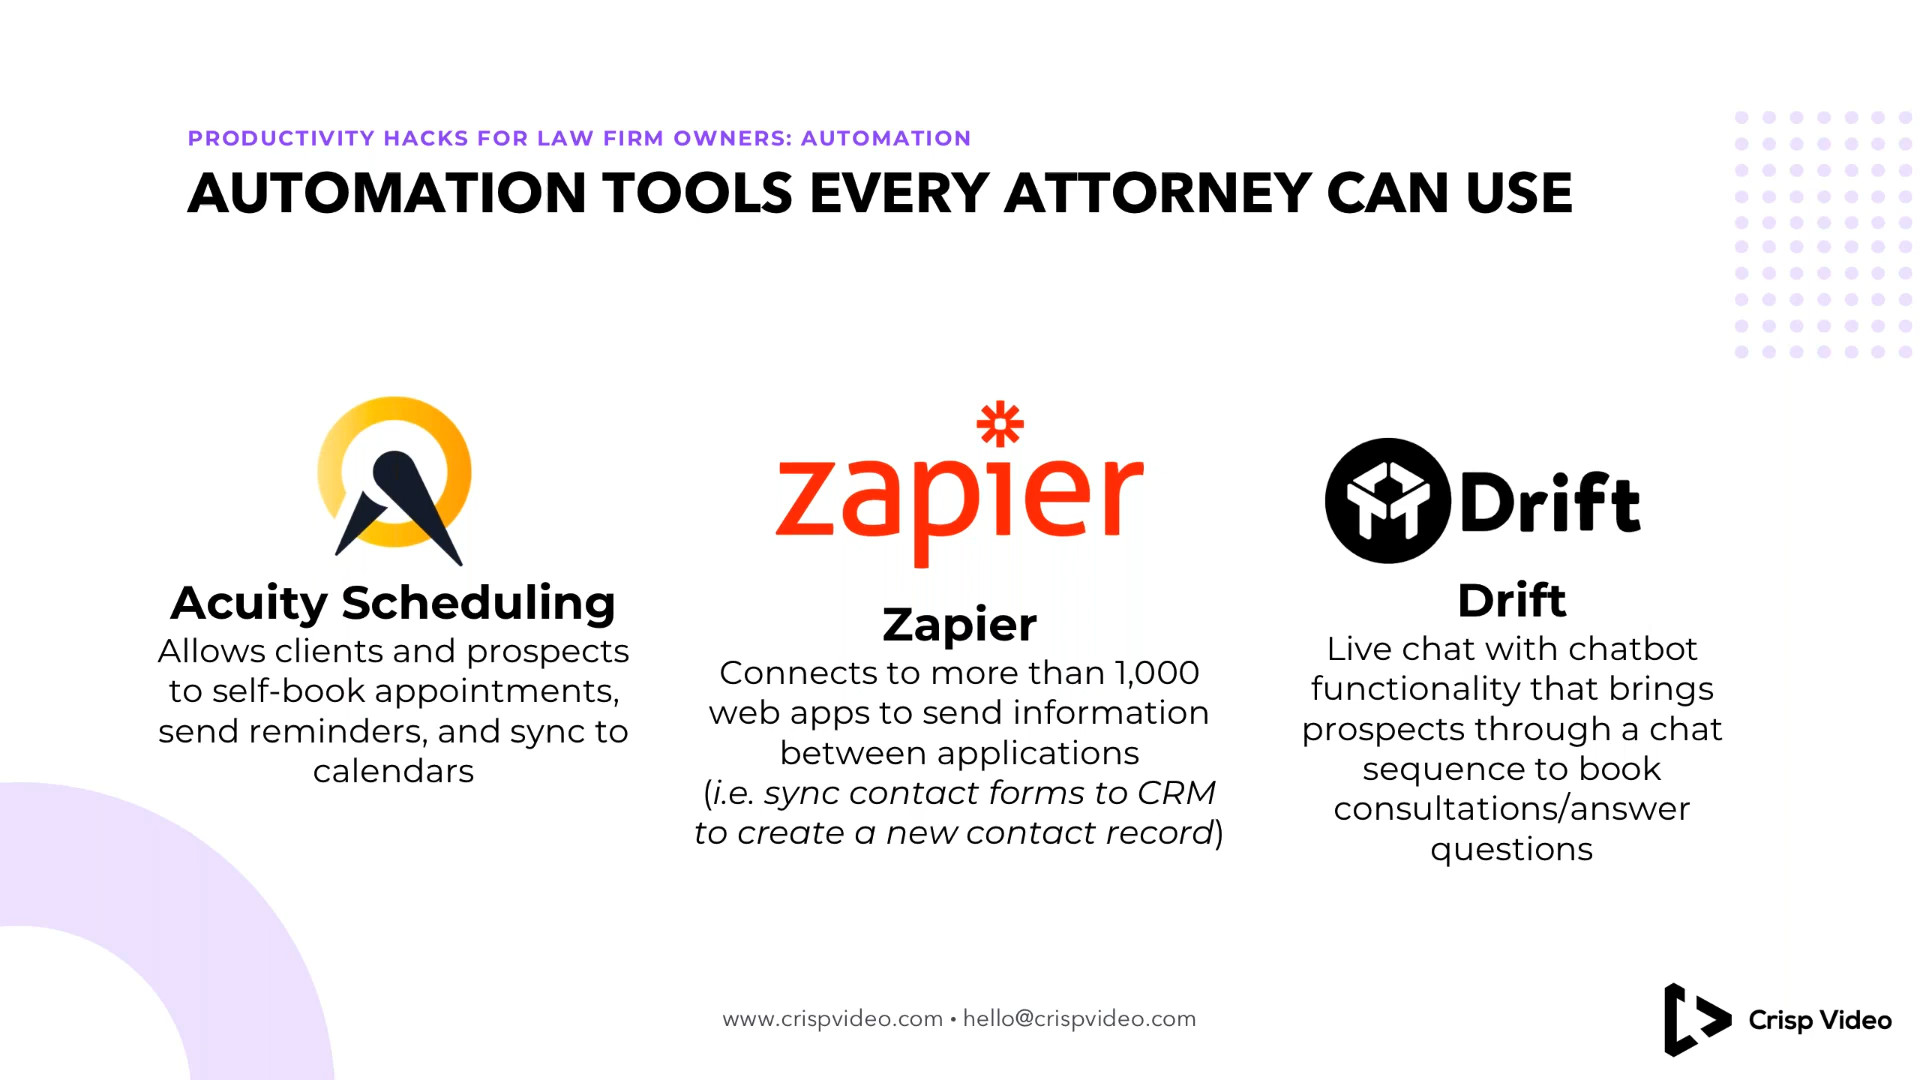 PRODUCTIVITY HACKS FOR LAW FIRM OWNERS: AUTOMATION
AUTOMATION TOOLS EVERY ATTORNEY CAN USE
Acuity Scheduling
Allows clients and prospects
to self-book appointments,
send reminders, and sync to
calendars
zapier
Zapier
Connects to more than 1,000
web apps to send information
between applications
(i.e. sync contact forms to CRM
to create a new contact record)
Drift
Drift
Live chat with chatbot
functionality that brings
prospects through a chat
sequence to book
consultations/answer
questions
www.crispvideo.com • hello@crispvideo.com
Crisp Video